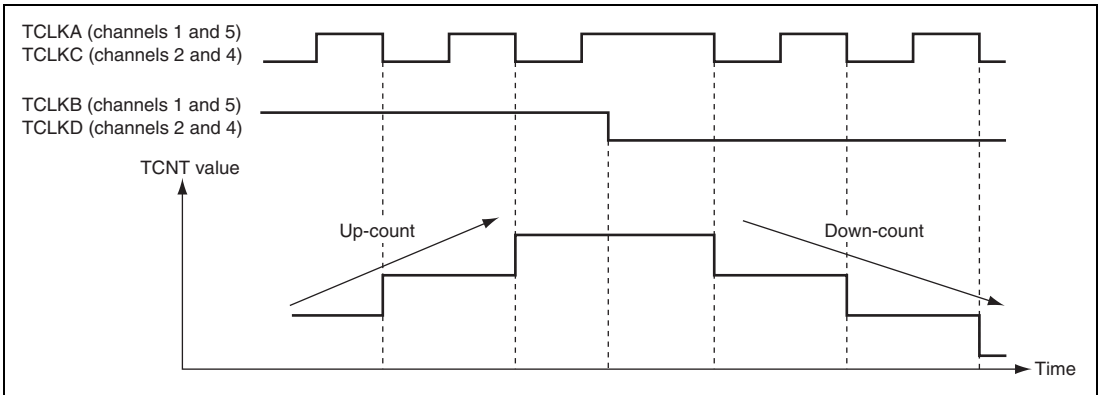 TCLKA (channels 1 and 5)
TCLKC (channels 2 and 4)
TCLKB (channels 1 and 5)
TCLKD (channels 2 and 4)
TCNT value
Up-count
Down-count
Time